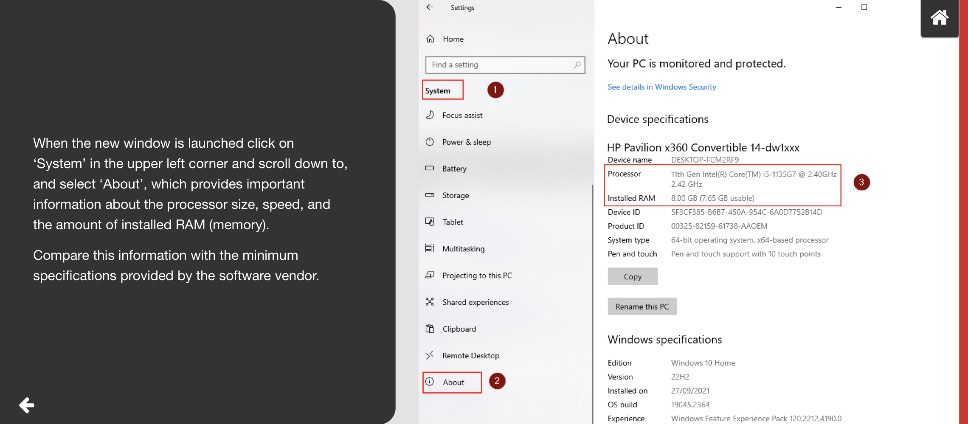 When the new window is launched click on
‘System’ in the upper left corner and scroll down to,
and select ‘About’, which provides important
information about the processor size, speed, and
the amount of installed RAM (memory).
Compare this information with the minimum
specifications provided by the software vendor.
Settings
Home
Find a setting
System
1
Focus assist
Power & sleep
Battery
Storage
Tablet
Multitasking
Projecting to this PC
Shared experiences
Clipboard
Remote Desktop
About
2
About
Your PC is monitored and protected.
See details in Windows Security
Device specifications
HP Pavilion x360 Convertible 14-dw1xxx
Device name DESKTOP-FCM2RF9
Processor 11th Gen Intel(R) Core(TM) i5-1135G7 @ 2.40GHz
2.42 GHz
3
Installed RAM 8.00 GB (7.65 GB usable)
Device ID 5F3CF385-B6B7-450A-954C-6A0D7752B14D
Product ID 00325-82159-61738-AAOEM
System type 64-bit operating system, x64-based processor
Pen and touch Pen and touch support with 10 touch points
Copy
Rename this PC
Windows specifications
Edition Windows 10 Home
Version 22H2
Installed on 27/09/2021
OS build 19045.2364
Experience Windows Feature Experience Pack 120.2212.4190.0